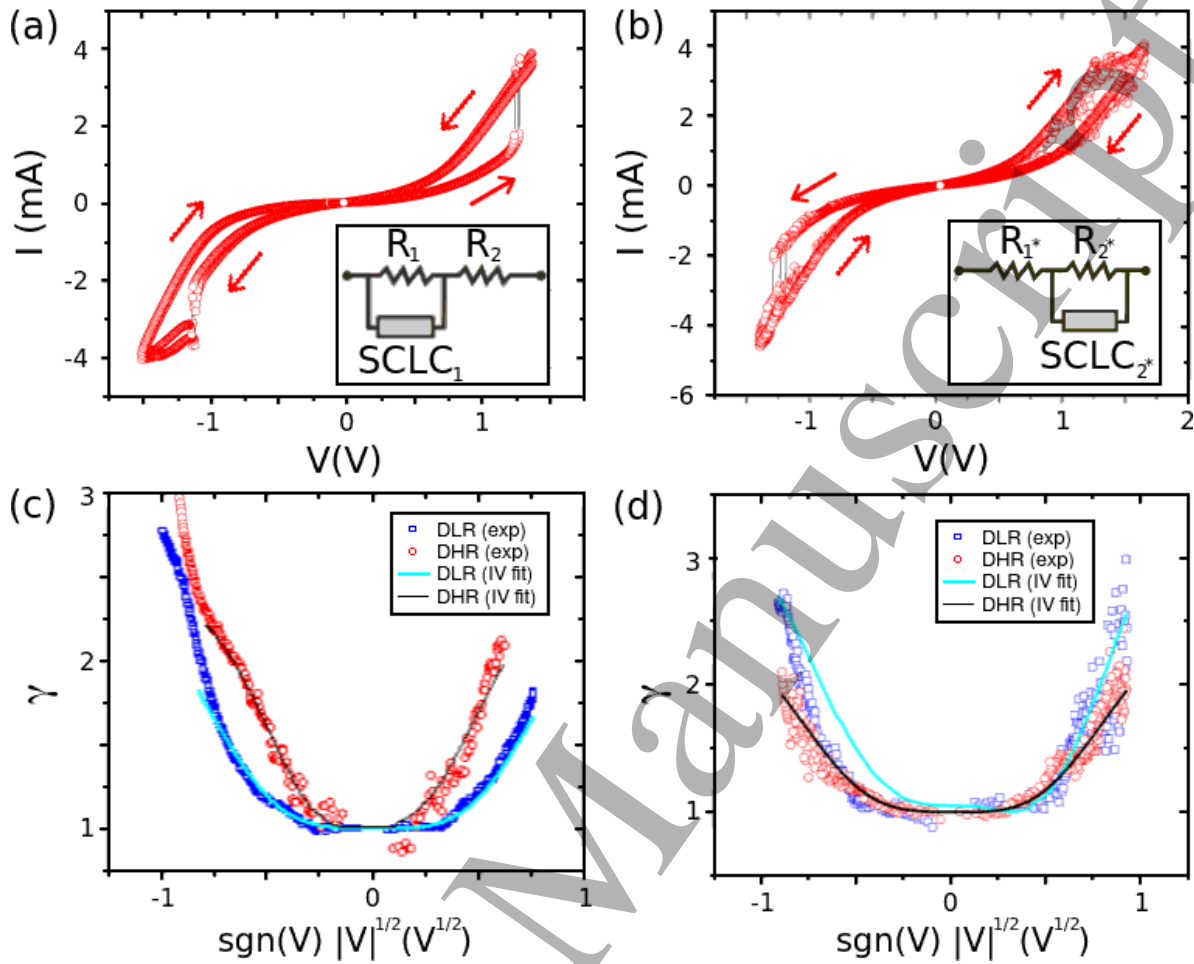 (a)
4
2
0
-2
-4
I (mA)
-1
0
1
V(V)
R1
R2
SCLC1
(b)
4
2
0
-2
-4
-6
I (mA)
-1
0
1
2
V(V)
R1*
R2*
SCLC2*
(c)
3
2
1
γ
-1
0
1
sgn(V) |V|^1/2(V^1/2)
DLR (exp)
DHR (exp)
DLR (IV fit)
DHR (IV fit)
(d)
3
2
1
γ
-1
0
1
sgn(V) |V|^1/2(V^1/2)
DLR (exp)
DHR (exp)
DLR (IV fit)
DHR (IV fit)
Manuscript